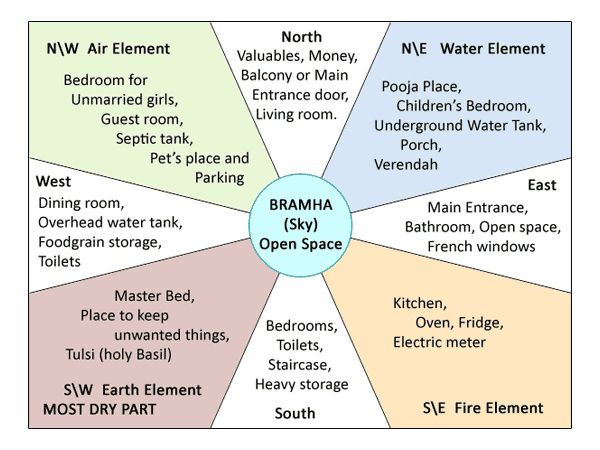 N\W Air Element
Bedroom for
Unmarried girls,
Guest room,
Septic tank,
Pet's place and
Parking
North
Valuables, Money,
Balcony or Main
Entrance door,
Living room.
N\E Water Element
Pooja Place,
Children's Bedroom,
Underground Water Tank,
Porch,
Verendah
West
Dining room,
Overhead water tank,
Foodgrain storage,
Toilets
BRAMHA
(Sky)
Open Space
East
Main Entrance,
Bathroom, Open space,
French windows
Master Bed,
Place to keep
unwanted things,
Tulsi (holy Basil)
S\W Earth Element
MOST DRY PART
Bedrooms,
Toilets,
Staircase,
Heavy storage
South
Kitchen,
Oven, Fridge,
Electric meter
S\E Fire Element